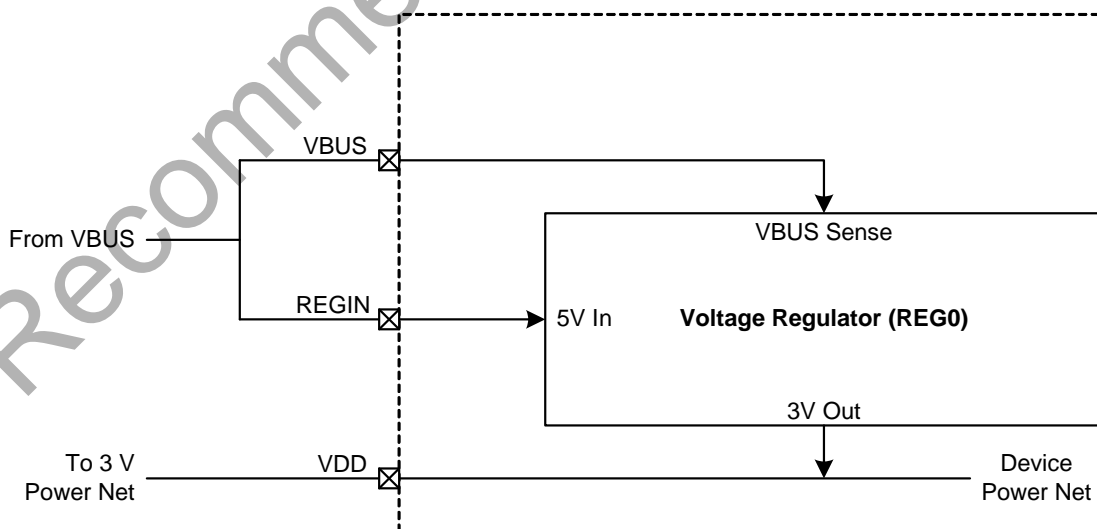 Recomme
VBUS
From VBUS
VBUS Sense
REGIN
5V In
Voltage Regulator (REG0)
3V Out
To 3 V
Power Net
VDD
Device
Power Net